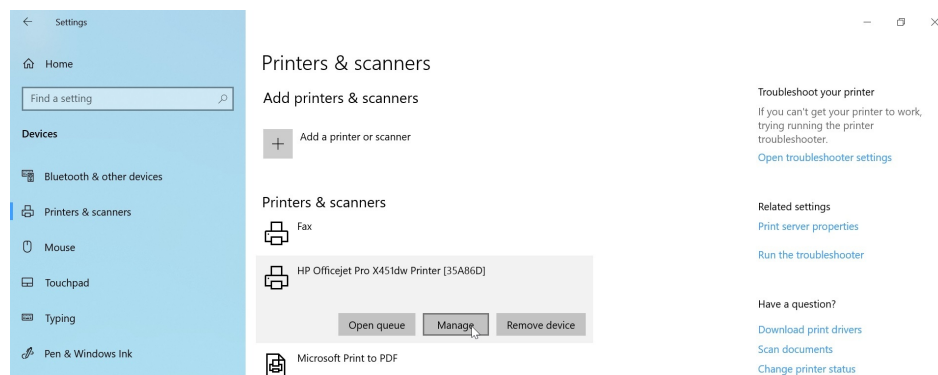 Settings
Home
Find a setting
Devices
Bluetooth & other devices
Printers & scanners
Mouse
Touchpad
Typing
Pen & Windows Ink
Printers & scanners
Add printers & scanners
Add a printer or scanner
Printers & scanners
Fax
HP Officejet Pro X451dw Printer [35A86D]
Open queue
Manage
Remove device
Microsoft Print to PDF
Troubleshoot your printer
If you can't get your printer to work,
trying running the printer
troubleshooter.
Open troubleshooter settings
Related settings
Print server properties
Run the troubleshooter
Have a question?
Download print drivers
Scan documents
Change printer status